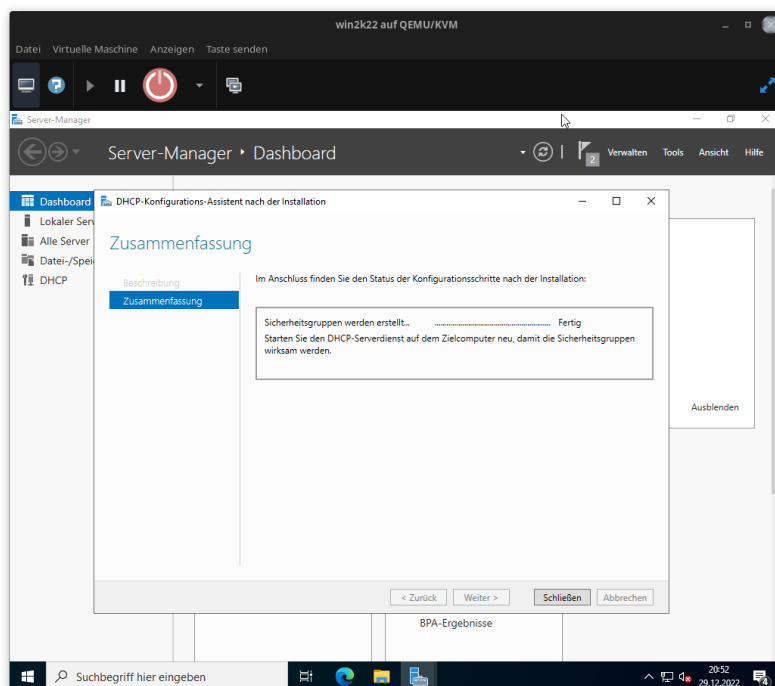 win2k22 auf QEMU/KVM
Datei Virtuelle Maschine Anzeigen Taste senden
Server-Manager
Server-Manager • Dashboard
2
Verwalten Tools Ansicht Hilfe
Dashboard
Lokaler Serv
Alle Server
Datei-/Spei
DHCP
DHCP-Konfigurations-Assistent nach der Installation
Zusammenfassung
Beschreibung
Zusammenfassung
Im Anschluss finden Sie den Status der Konfigurationsschritte nach der Installation:
Sicherheitsgruppen werden erstellt... Fertig
Starten Sie den DHCP-Serverdienst auf dem Zielcomputer neu, damit die Sicherheitsgruppen
wirksam werden.
Ausblenden
< Zurück Weiter > Schließen Abbrechen
BPA-Ergebnisse
Suchbegriff hier eingeben
20:52
29.12.2022
4